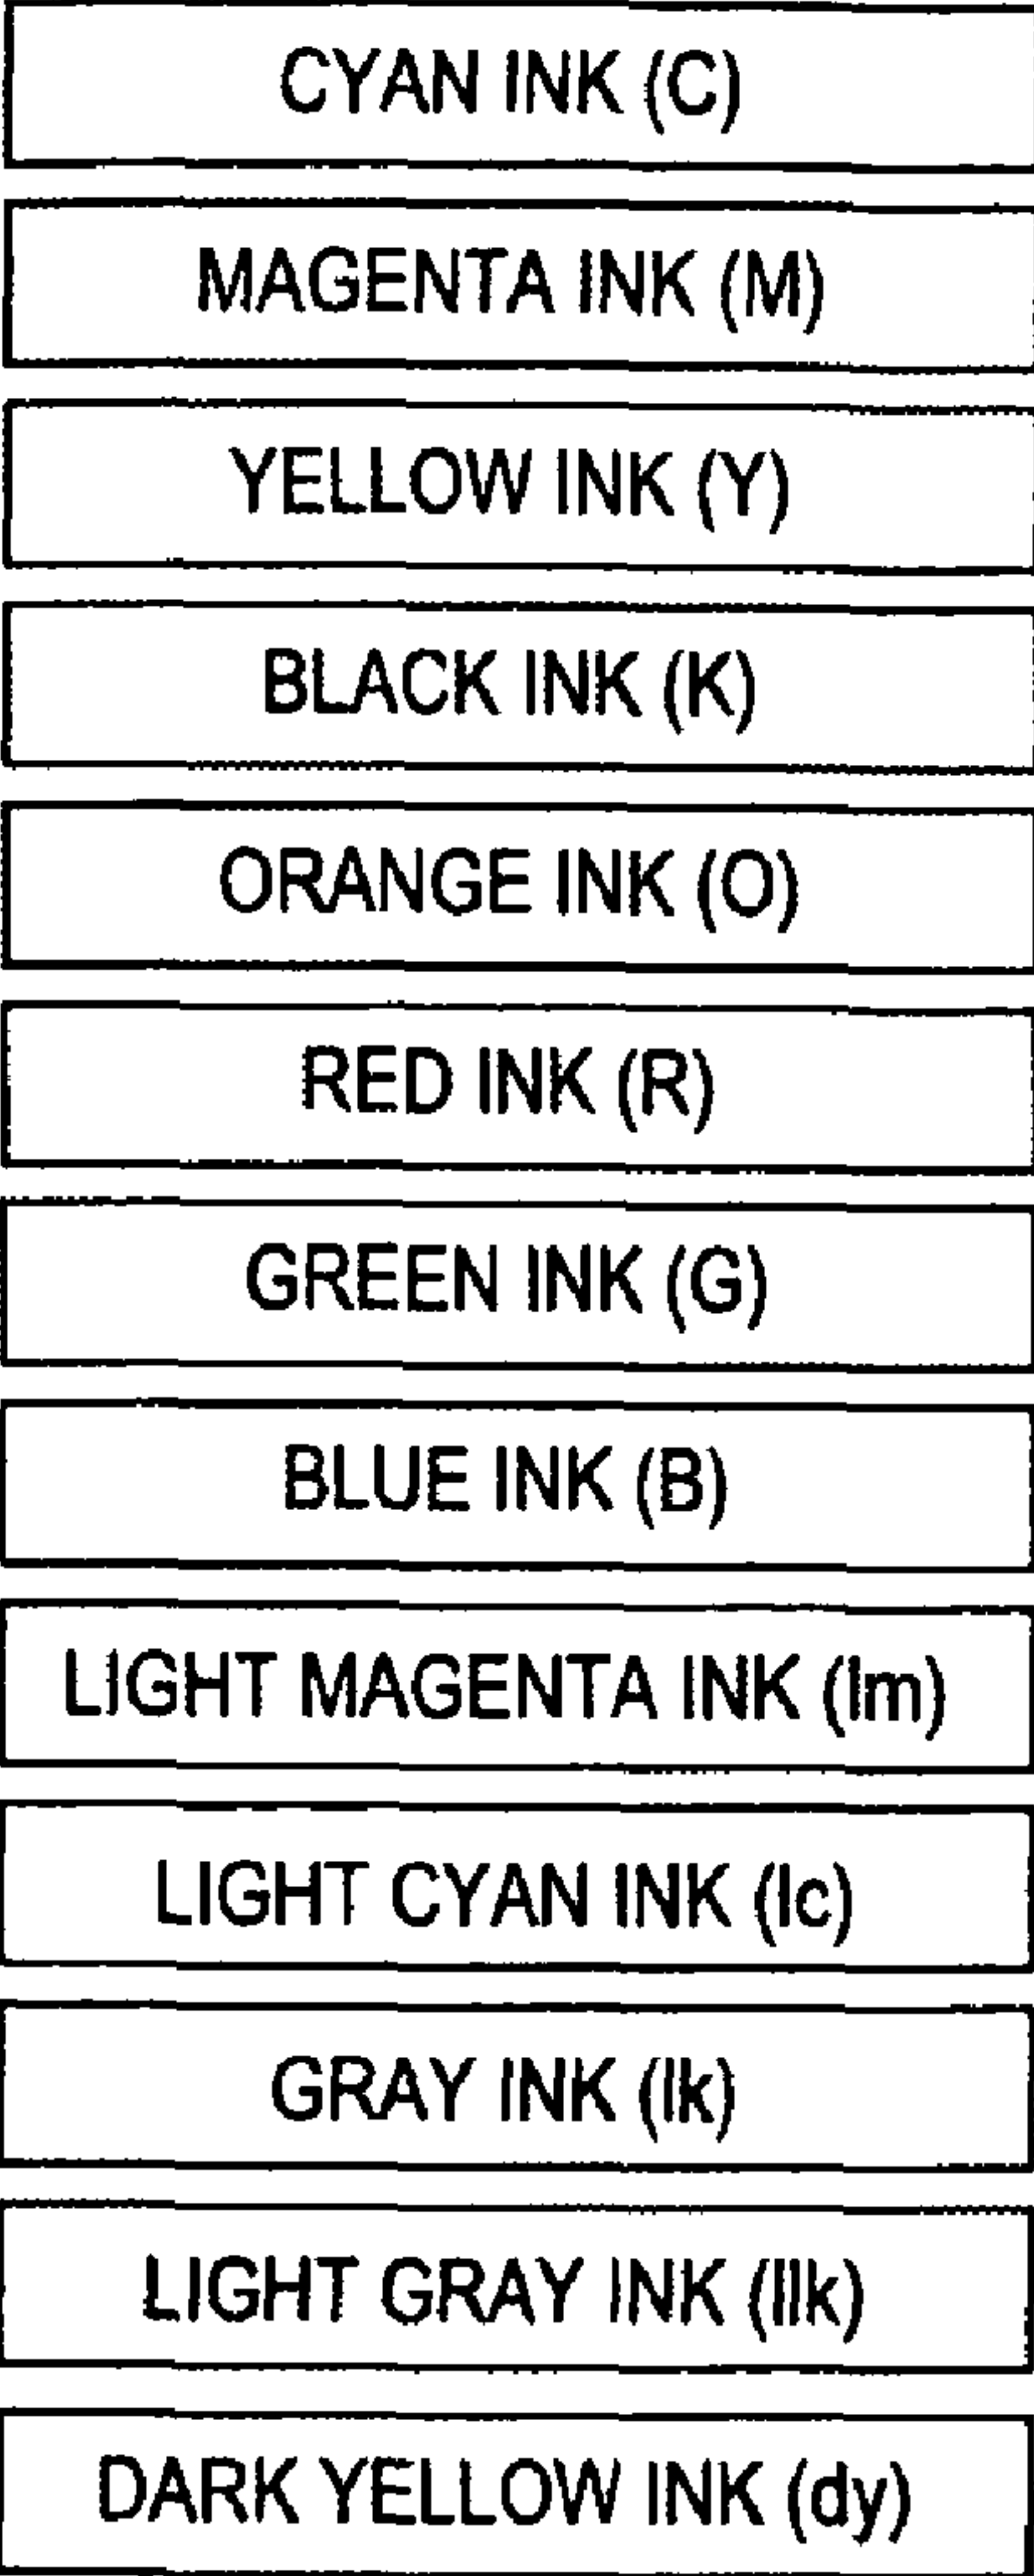 CYAN INK (C)
MAGENTA INK (M)
YELLOW INK (Y)
BLACK INK (K)
ORANGE INK (O)
RED INK (R)
GREEN INK (G)
BLUE INK (B)
LIGHT MAGENTA INK (lm)
LIGHT CYAN INK (lc)
GRAY INK (lk)
LIGHT GRAY INK (llk)
DARK YELLOW INK (dy)